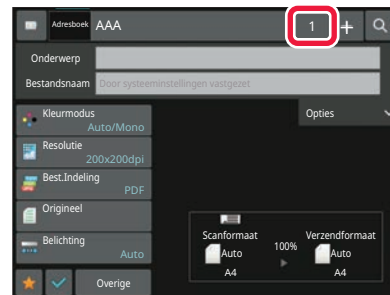 Adresboek AAA 1 +
Onderwerp
Bestandsnaam Door systeeminstellingen vastgezet
Kleurmodus
Auto/Mono
Opties
Resolutie
200x200dpi
Best.Indeling
PDF
Origineel
Belichting
Auto
Scanformaat
Auto
A4
100%
Verzendformaat
Auto
A4
Overige